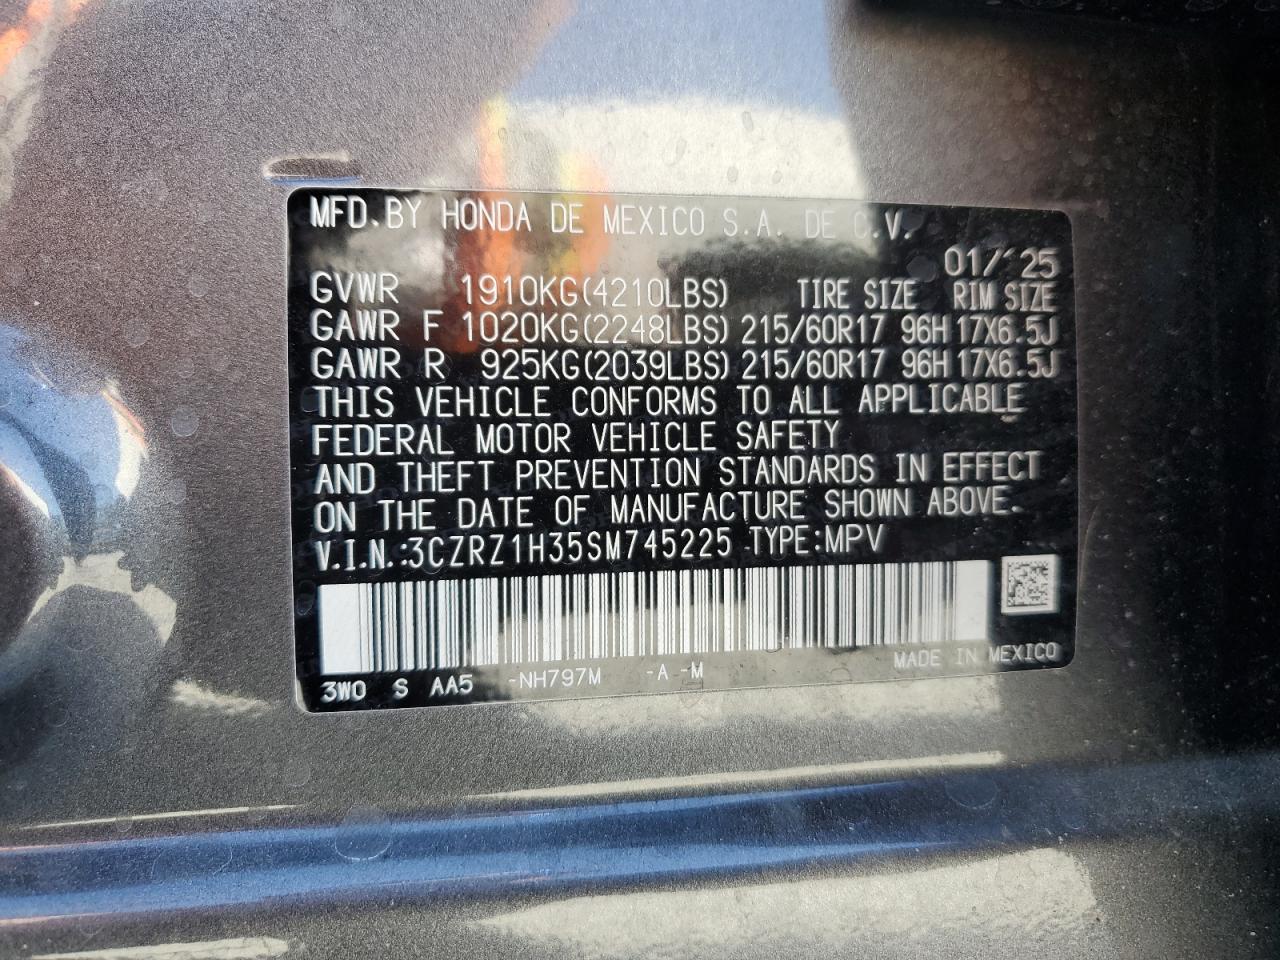 MFD. BY HONDA DE MEXICO S.A. DE C.V.
01/'25
GVWR 1910KG(4210LBS) TIRE SIZE RIM SIZE
GAWR F 1020KG(2248LBS) 215/60R17 96H 17X6.5J
GAWR R 925KG(2039LBS) 215/60R17 96H 17X6.5J
THIS VEHICLE CONFORMS TO ALL APPLICABLE
FEDERAL MOTOR VEHICLE SAFETY
AND THEFT PREVENTION STANDARDS IN EFFECT
ON THE DATE OF MANUFACTURE SHOWN ABOVE.
V.I.N.:3CZRZ1H35SM745225 TYPE:MPV
MADE IN MEXICO
3W0 S AA5 -NH797M -A -M